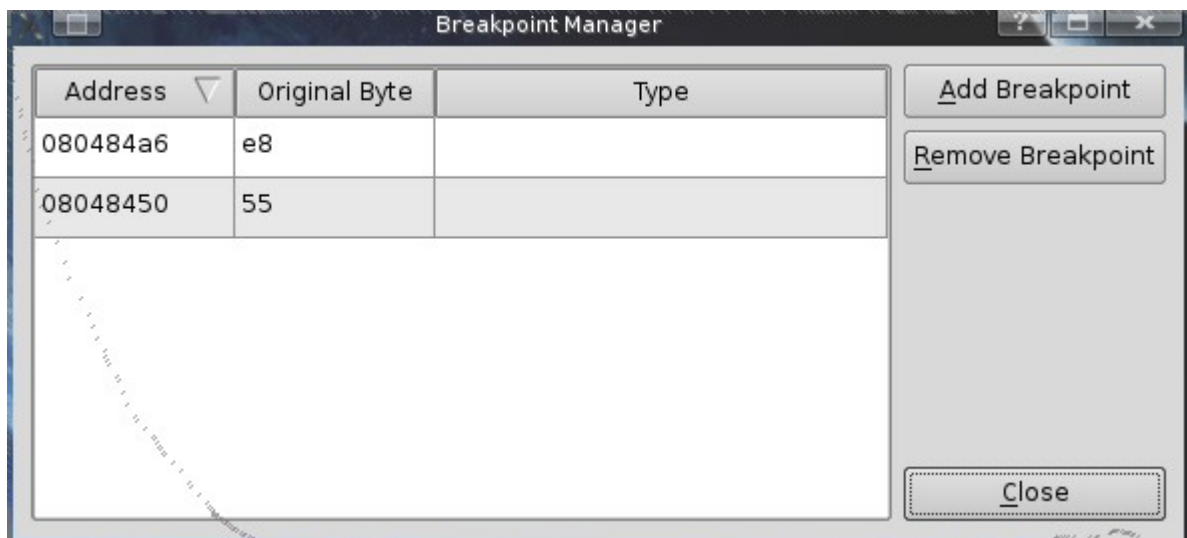 Breakpoint Manager
Address Original Byte Type
080484a6 e8
08048450 55
Add Breakpoint
Remove Breakpoint
Close